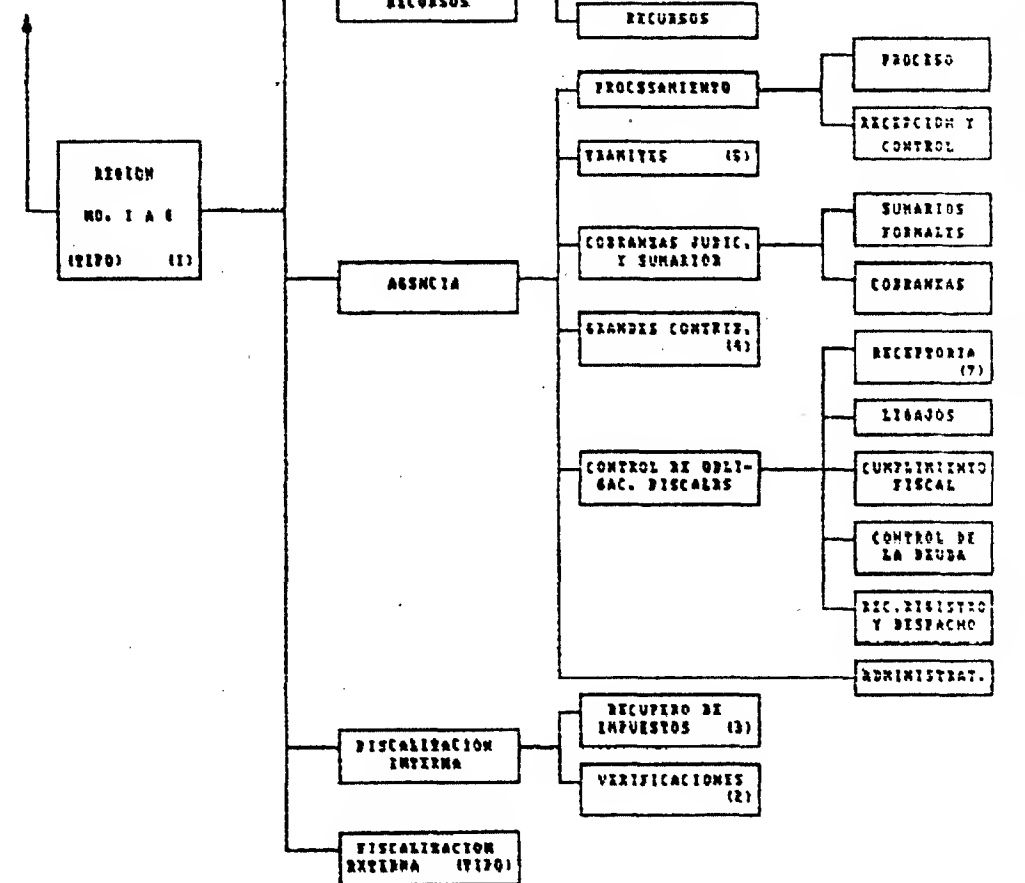 RECURSOS
RECURSOS
PROCESAMIENTO
PROCESO
RECEPCION Y
CONTROL
REGION
NO. I A 6
(TIPO) (1)
TRAMITES (5)
COBRANZAS JUDIC.
Y SUMARIOS
SUMARIOS
FORMALES
COBRANZAS
AGENCIA
GRANDES CONTRIB.
(4)
RECEPTORIA
(7)
LEGAJOS
CONTROL DE OBLI-
GAC. FISCALES
CUMPLIMIENTO
FISCAL
CONTROL DE
LA DEUDA
REC.REGISTRO
Y DESPACHO
ADMINISTRAT.
FISCALIZACION
INTERNA
RECUPERO DE
IMPUESTOS (3)
VERIFICACIONES
(2)
FISCALIZACION
EXTERNA (TIPO)